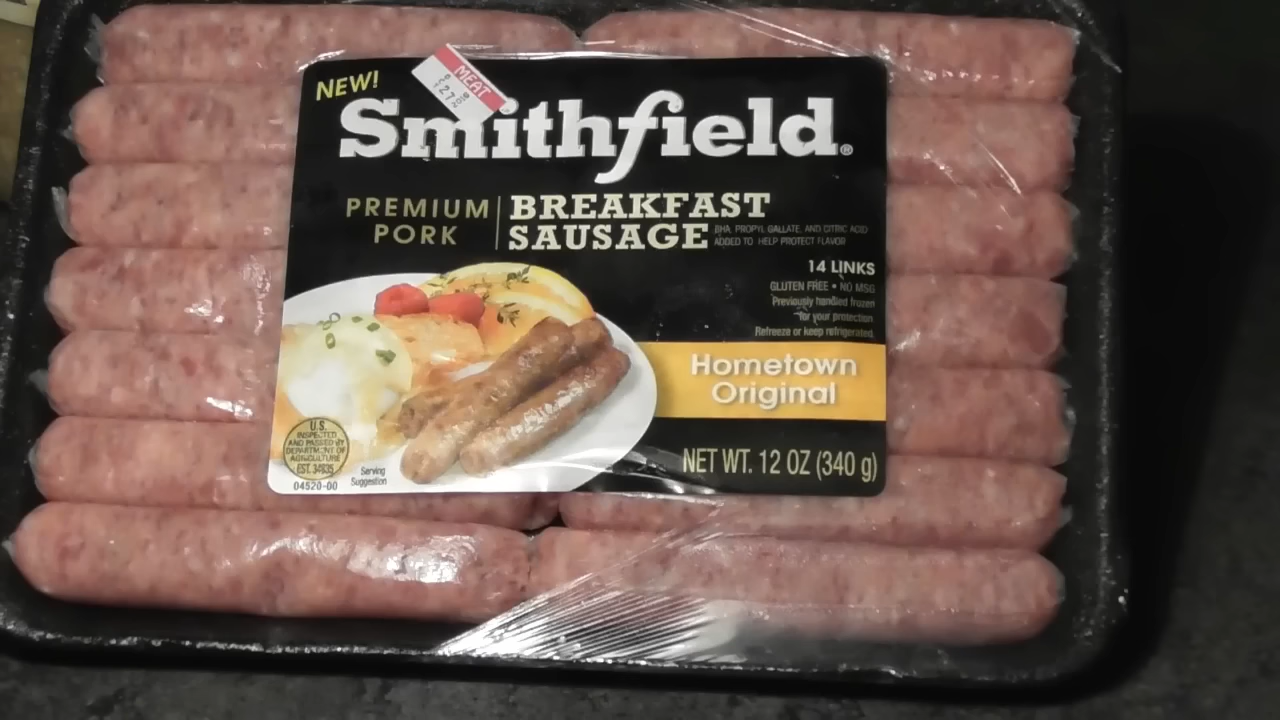 NEW!
MEAT
Smithfield®
PREMIUM
PORK
BREAKFAST
SAUSAGE
BHA, PROPYL GALLATE, AND CITRIC ACID
ADDED TO HELP PROTECT FLAVOR
14 LINKS
GLUTEN FREE • NO MSG
Previously handled frozen
for your protection
Refreeze or keep refrigerated.
Hometown
Original
U.S.
INSPECTED
AND PASSED BY
DEPARTMENT OF
AGRICULTURE
EST. 34835
04520-00
Serving
Suggestion
NET WT. 12 OZ (340 g)